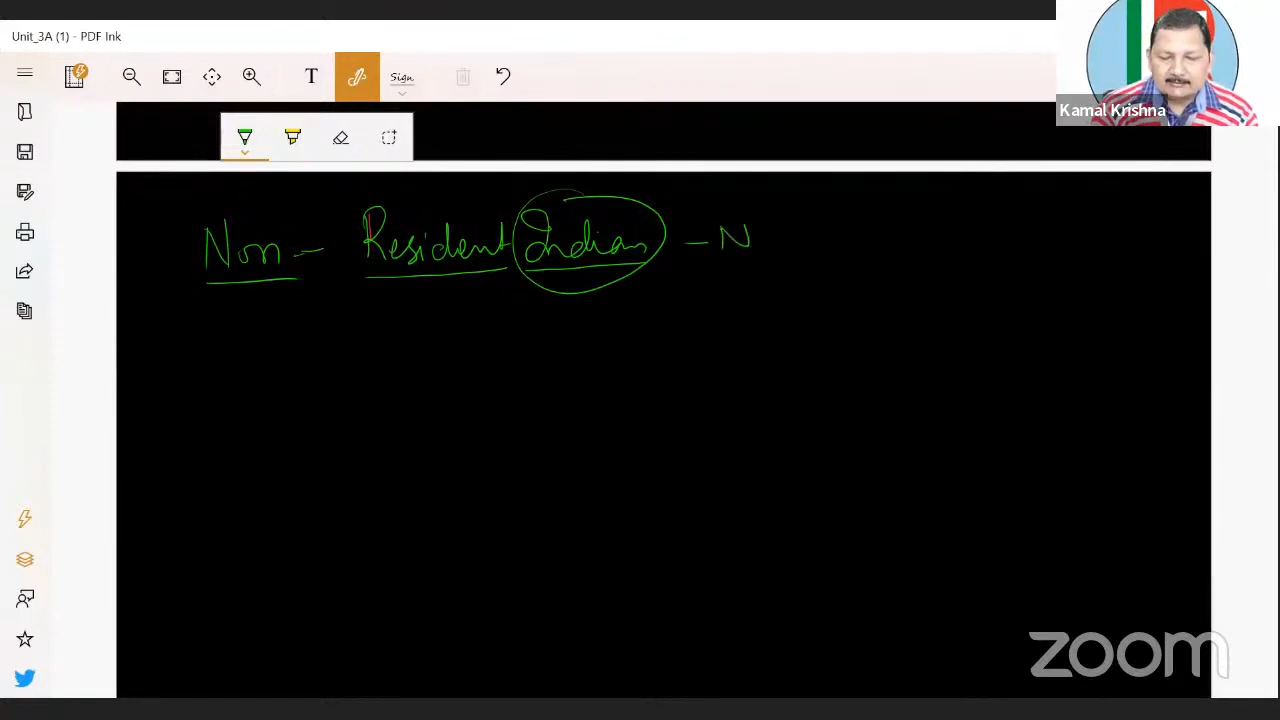 Unit_3A (1) - PDF Ink
T
Sign
Kamal Krishna
Non - Resident Indian - N
zoom